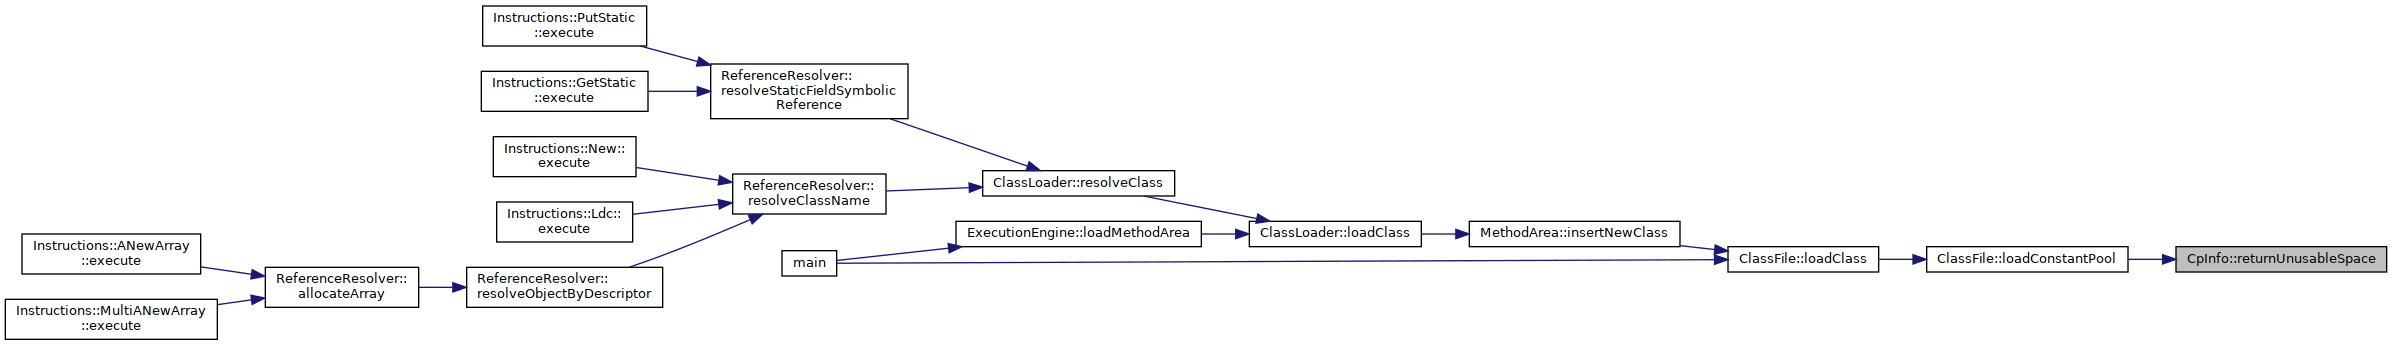 Instructions::PutStatic
::execute
Instructions::GetStatic
::execute
ReferenceResolver::
resolveStaticFieldSymbolic
Reference
Instructions::New::
execute
Instructions::Ldc::
execute
ReferenceResolver::
resolveClassName
ClassLoader::resolveClass
Instructions::ANewArray
::execute
Instructions::MultiANewArray
::execute
ReferenceResolver::
allocateArray
ReferenceResolver::
resolveObjectByDescriptor
main
ExecutionEngine::loadMethodArea
ClassLoader::loadClass
MethodArea::insertNewClass
ClassFile::loadClass
ClassFile::loadConstantPool
CpInfo::returnUnusableSpace